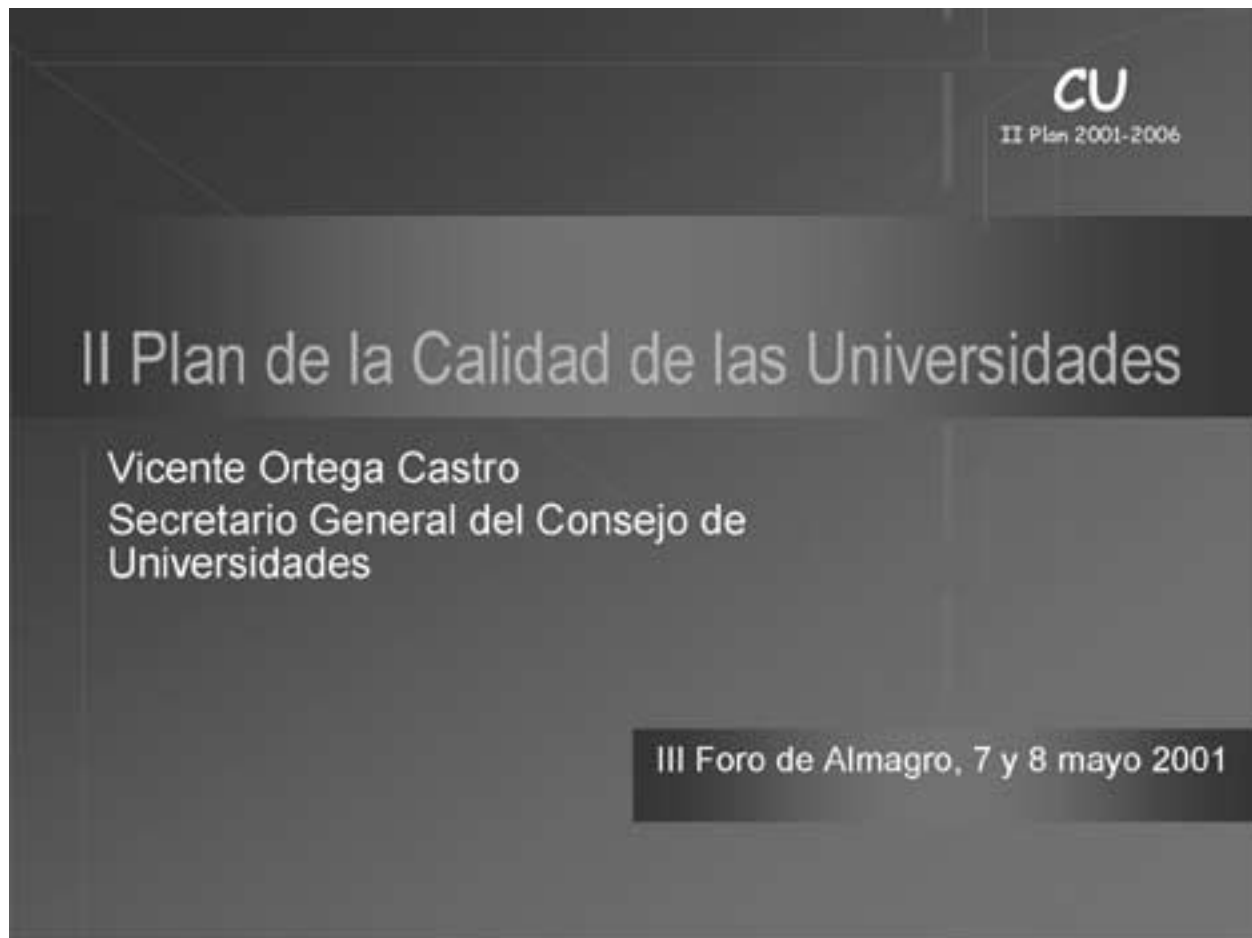 CU
II Plan 2001-2006
II Plan de la Calidad de las Universidades
Vicente Ortega Castro
Secretario General del Consejo de
Universidades
III Foro de Almagro, 7 y 8 mayo 2001